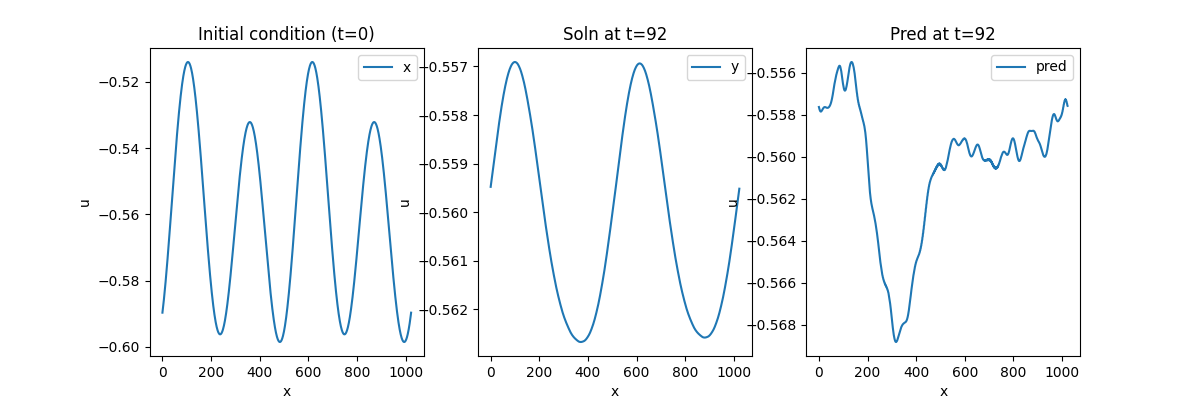 Initial condition (t=0)
x
−0.52
−0.54
−0.56
−0.58
−0.60
u
0 200 400 600 800 1000
x
Soln at t=92
y
−0.557
−0.558
−0.559
−0.560
−0.561
−0.562
u
0 200 400 600 800 1000
x
Pred at t=92
pred
−0.556
−0.558
−0.560
−0.562
−0.564
−0.566
−0.568
u
0 200 400 600 800 1000
x